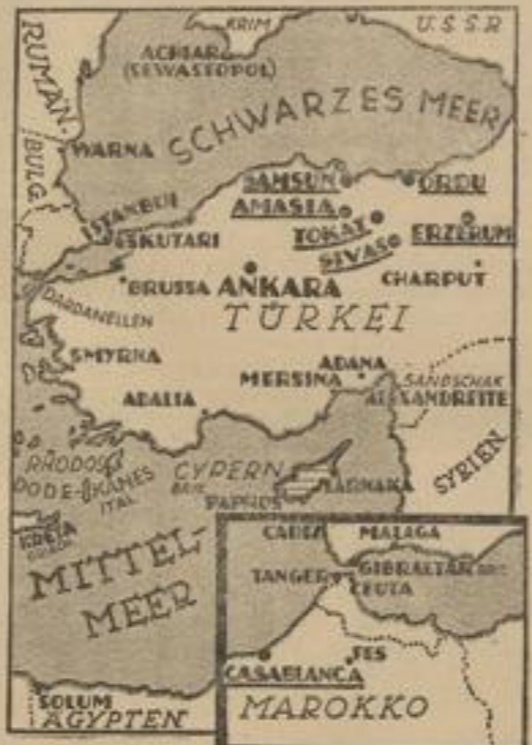 KRIM
U.S.S.R
RUMÄN.
ACHIAR
(SEWASTOPOL)
SCHWARZES MEER
WARNA
BULG.
SAMSUN
ORDU
ISTANBUL
AMASIA
TOKAT
ERZERUM
SKUTARI
SIVAS
BRUSSA
ANKARA
CHARPUT
DARDANELLEN
TÜRKEI
SMYRNA
ADANA
MERSINA
SANDSCHAK
ALEXANDRETTE
ADALIA
SYRIEN
RHODOS
DODEKANES
ITAL
CYPERN
LARNAKA
PAPHOS
KRETA
MITTEL-
MEER
SOLUM
ÄGYPTEN
CADIZ
MALAGA
TANGER
GIBRALTAR
CEUTA
FES
CASABLANCA
MAROKKO